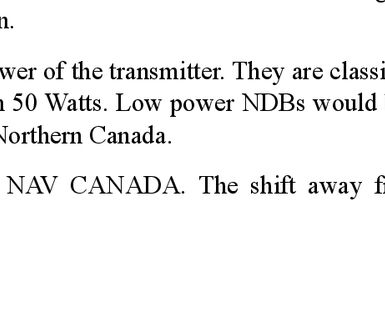 n.
wer of the transmitter. They are classi
n 50 Watts. Low power NDBs would
Northern Canada.
NAV CANADA. The shift away f